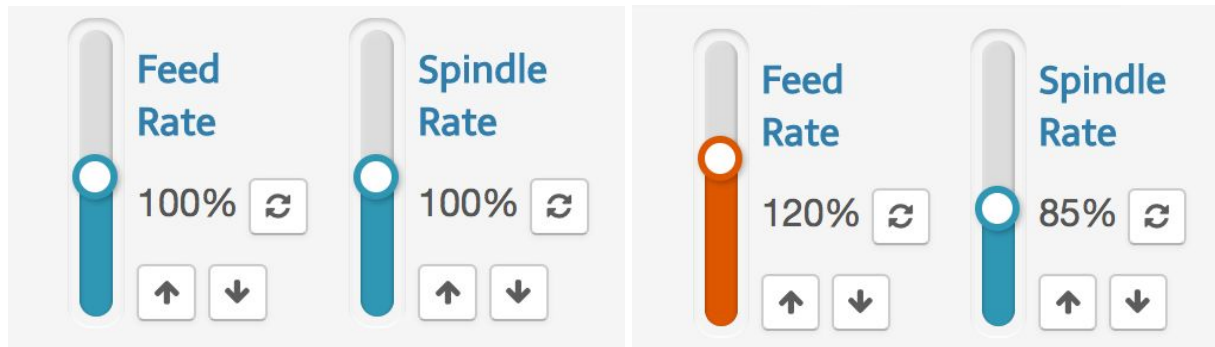 Feed
Rate
100%
Spindle
Rate
100%
Feed
Rate
120%
Spindle
Rate
85%